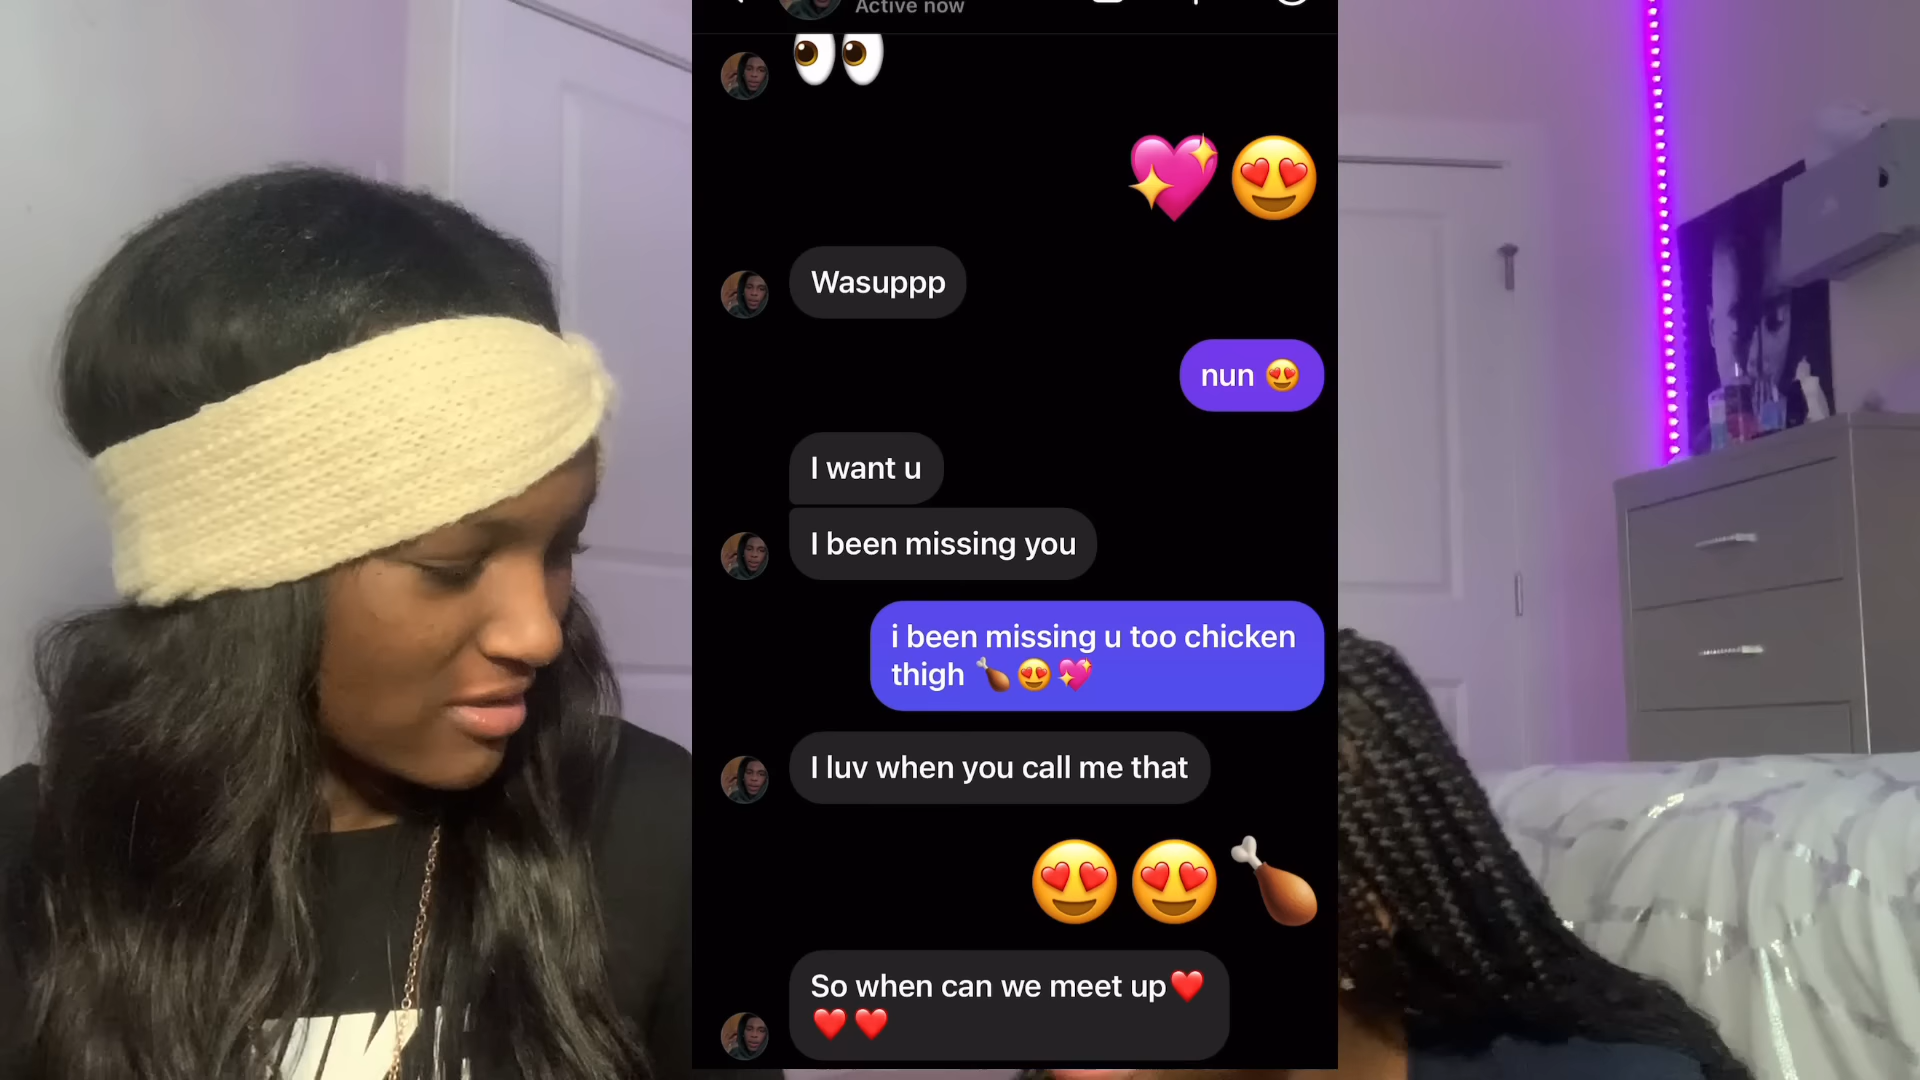 Active now
👀
💖😍
Wasuppp
nun 😍
I want u
I been missing you
i been missing u too chicken
thigh 🍗😍💖
I luv when you call me that
😍😍🍗
So when can we meet up❤️
❤️❤️